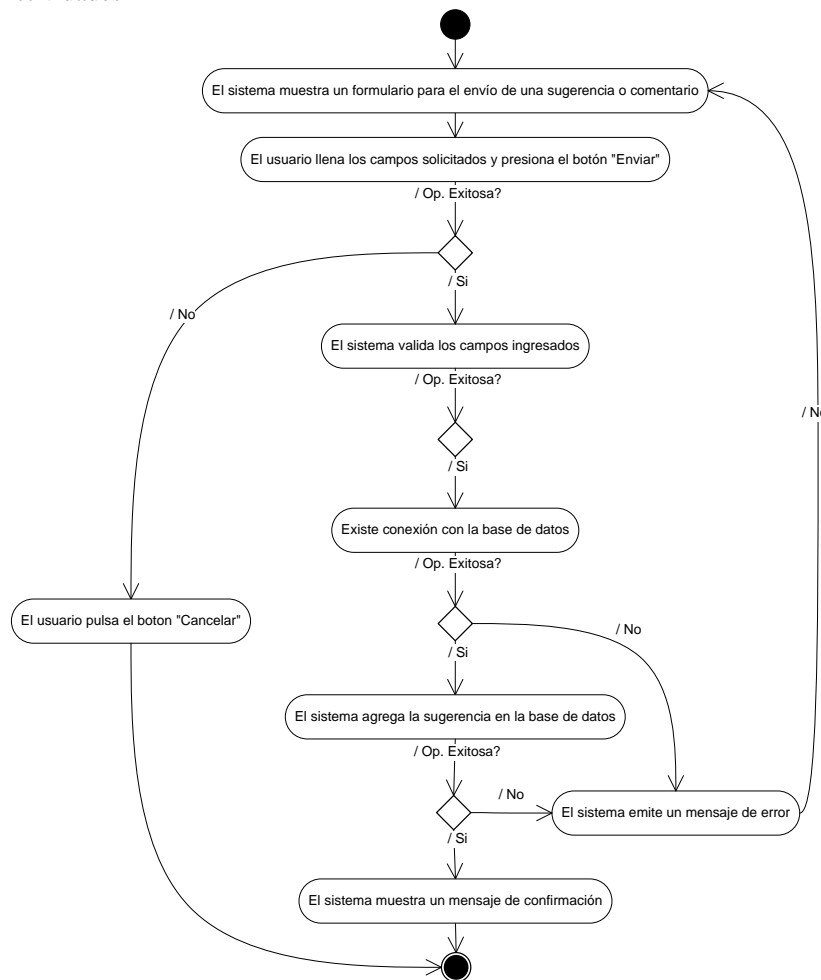 El sistema muestra un formulario para el envío de una sugerencia o comentario
El usuario llena los campos solicitados y presiona el botón "Enviar"
/ Op. Exitosa?
/ Si
/ No
El sistema valida los campos ingresados
/ Op. Exitosa?
/ No
/ Si
Existe conexión con la base de datos
/ Op. Exitosa?
El usuario pulsa el boton "Cancelar"
/ No
/ Si
El sistema agrega la sugerencia en la base de datos
/ Op. Exitosa?
/ No
El sistema emite un mensaje de error
/ Si
El sistema muestra un mensaje de confirmación